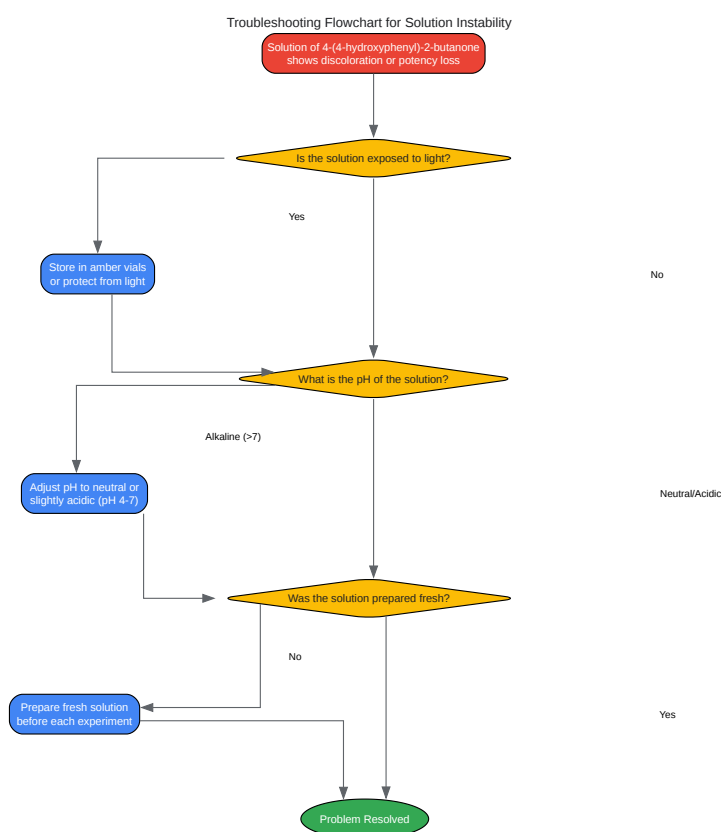 Troubleshooting Flowchart for Solution Instability
Solution of 4-(4-hydroxyphenyl)-2-butanone
shows discoloration or potency loss
Is the solution exposed to light?
Yes
Store in amber vials
or protect from light
No
What is the pH of the solution?
Alkaline (>7)
Adjust pH to neutral or
slightly acidic (pH 4-7)
Neutral/Acidic
Was the solution prepared fresh?
No
Prepare fresh solution
before each experiment
Yes
Problem Resolved